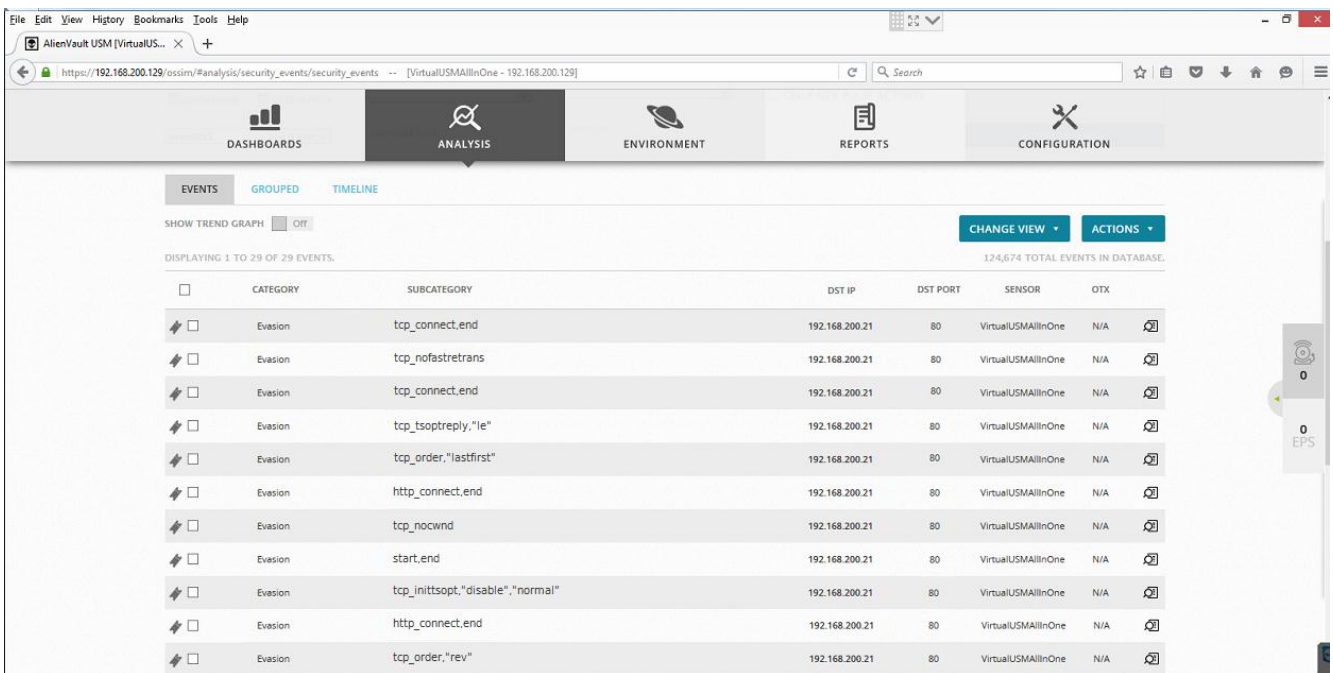 File Edit View History Bookmarks Tools Help
AlienVault USM [VirtualUS...
https://192.168.200.129/ossim/#analysis/security_events/security_events -- [VirtualUSMAllInOne - 192.168.200.129]
Search
DASHBOARDS ANALYSIS ENVIRONMENT REPORTS CONFIGURATION
EVENTS GROUPED TIMELINE
SHOW TREND GRAPH Off
CHANGE VIEW ACTIONS
DISPLAYING 1 TO 29 OF 29 EVENTS. 124,674 TOTAL EVENTS IN DATABASE.
CATEGORY SUBCATEGORY DST IP DST PORT SENSOR OTX
Evasion tcp_connect,end 192.168.200.21 80 VirtualUSMAllInOne N/A
Evasion tcp_nofastretrans 192.168.200.21 80 VirtualUSMAllInOne N/A
Evasion tcp_connect,end 192.168.200.21 80 VirtualUSMAllInOne N/A
Evasion tcp_tsoptreply,"le" 192.168.200.21 80 VirtualUSMAllInOne N/A
Evasion tcp_order,"lastfirst" 192.168.200.21 80 VirtualUSMAllInOne N/A
Evasion http_connect,end 192.168.200.21 80 VirtualUSMAllInOne N/A
Evasion tcp_nocwnd 192.168.200.21 80 VirtualUSMAllInOne N/A
Evasion start,end 192.168.200.21 80 VirtualUSMAllInOne N/A
Evasion tcp_inittsopt,"disable","normal" 192.168.200.21 80 VirtualUSMAllInOne N/A
Evasion http_connect,end 192.168.200.21 80 VirtualUSMAllInOne N/A
Evasion tcp_order,"rev" 192.168.200.21 80 VirtualUSMAllInOne N/A
0
0
EPS